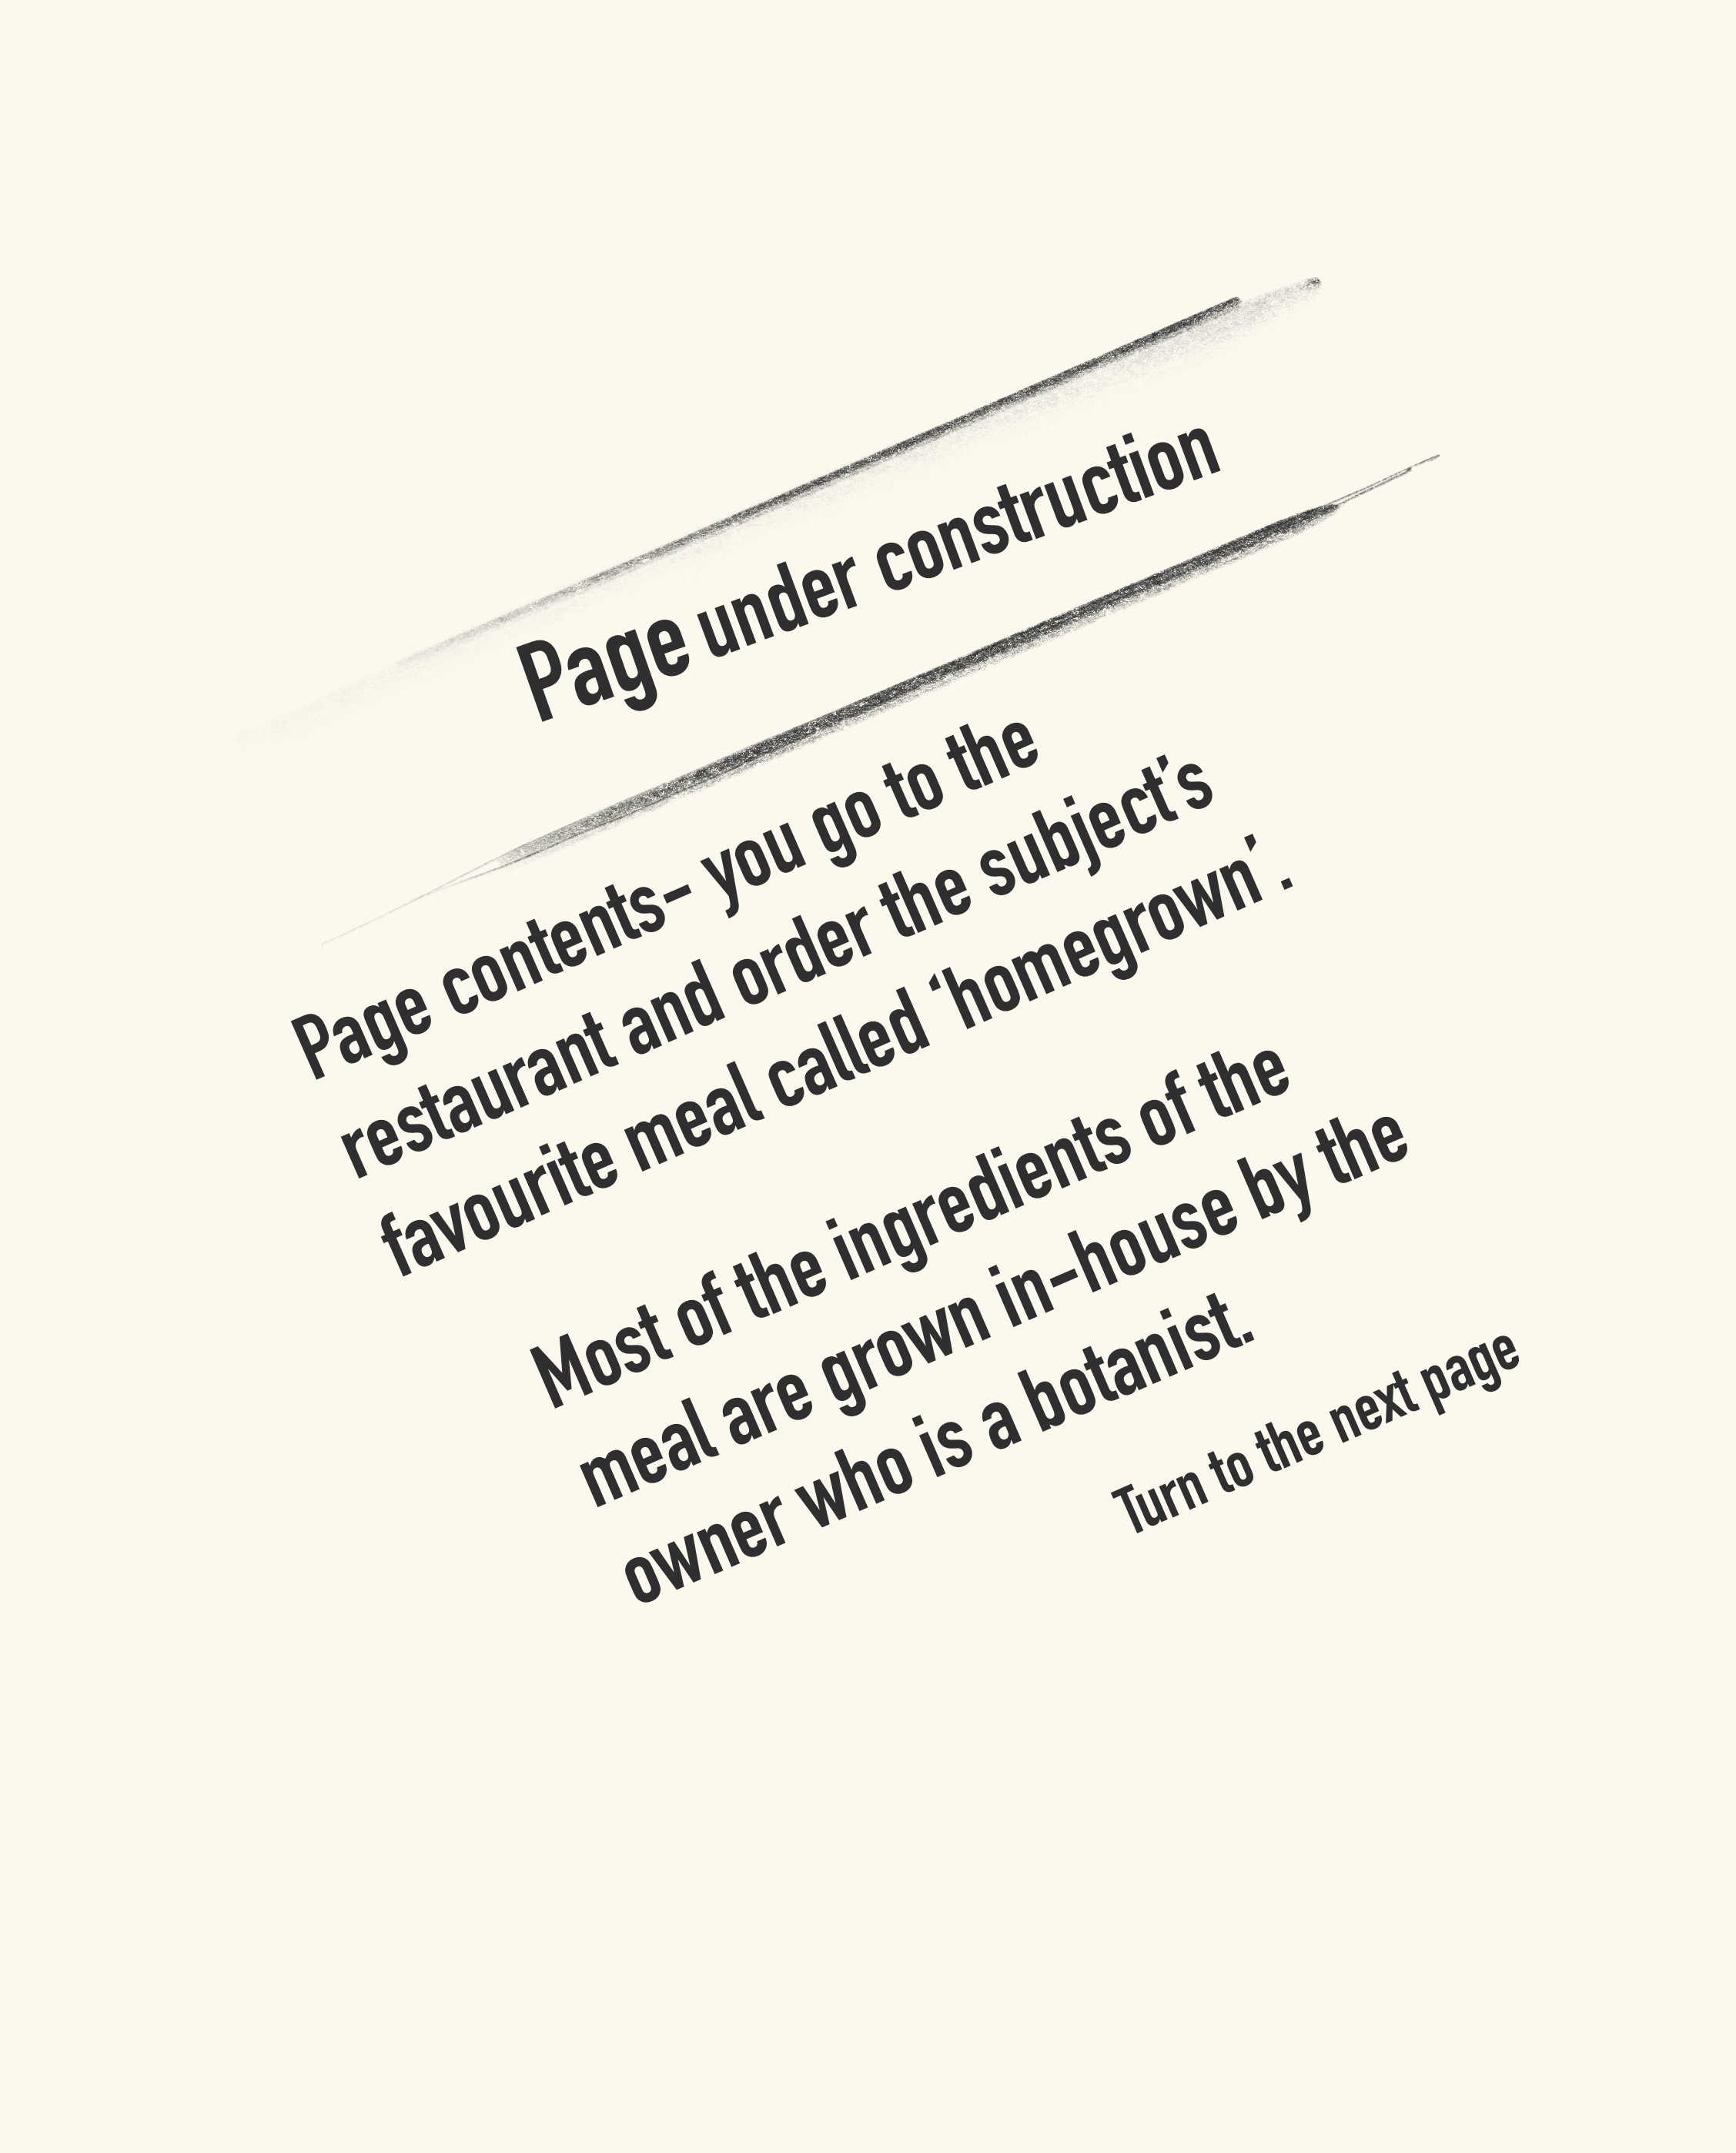 Page under construction
Page contents- you go to the
restaurant and order the subject’s
favourite meal called ‘homegrown’ .
Most of the ingredients of the
meal are grown in-house by the
owner who is a botanist.
Turn to the next page